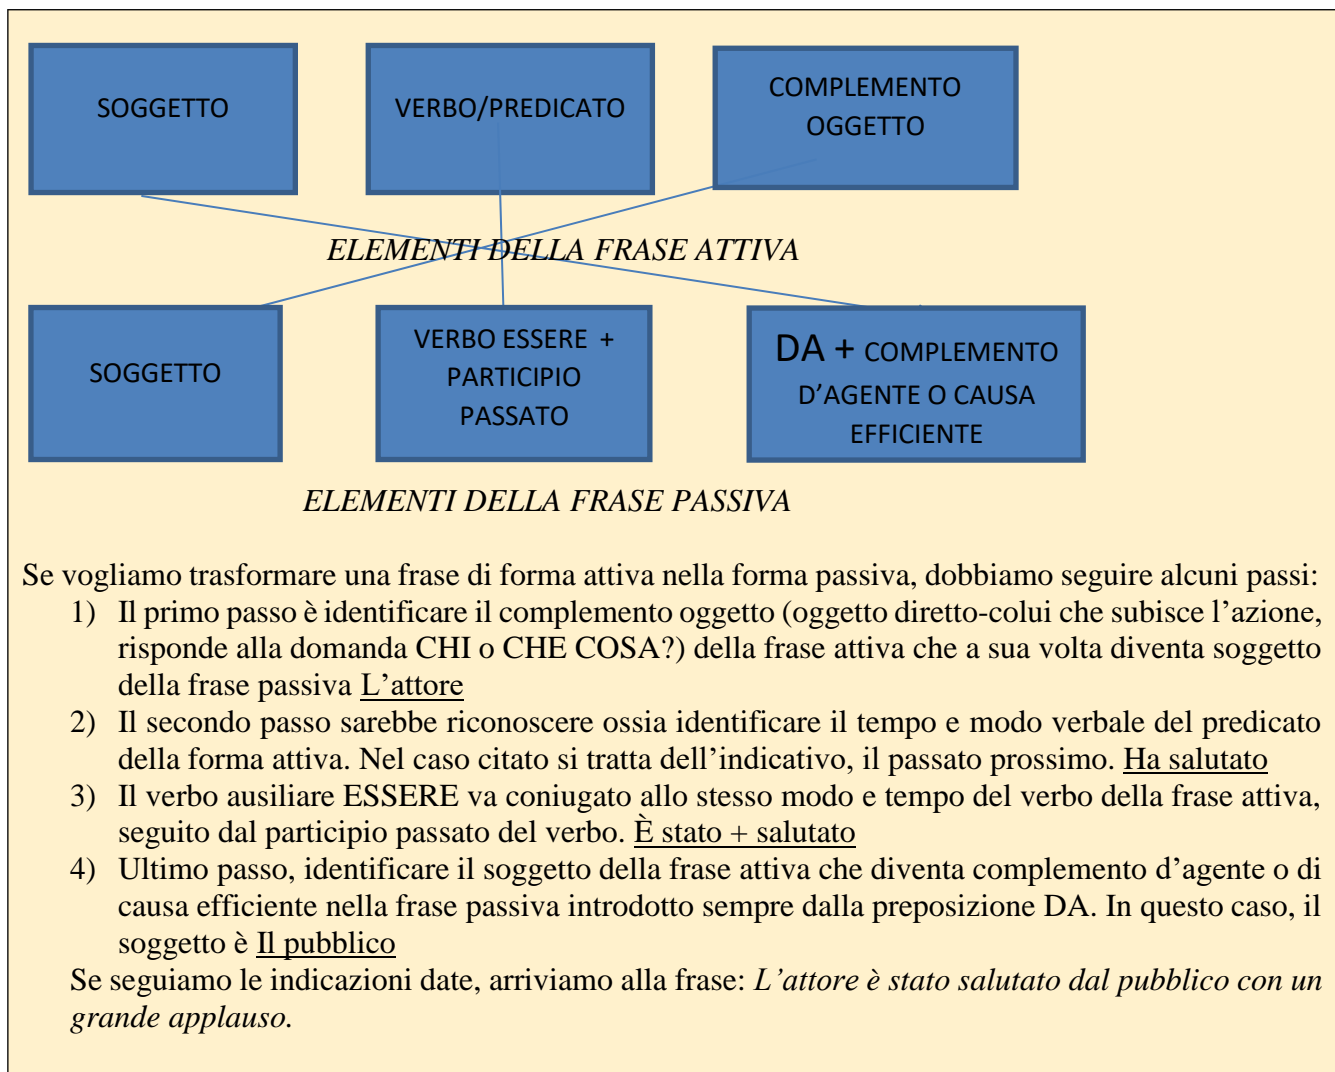 SOGGETTO
VERBO/PREDICATO
COMPLEMENTO
OGGETTO
ELEMENTI DELLA FRASE ATTIVA
SOGGETTO
VERBO ESSERE +
PARTICIPIO
PASSATO
DA + COMPLEMENTO
D’AGENTE O CAUSA
EFFICIENTE
ELEMENTI DELLA FRASE PASSIVA
Se vogliamo trasformare una frase di forma attiva nella forma passiva, dobbiamo seguire alcuni passi:
1) Il primo passo è identificare il complemento oggetto (oggetto diretto-colui che subisce l’azione,
risponde alla domanda CHI o CHE COSA?) della frase attiva che a sua volta diventa soggetto
della frase passiva L’attore
2) Il secondo passo sarebbe riconoscere ossia identificare il tempo e modo verbale del predicato
della forma attiva. Nel caso citato si tratta dell’indicativo, il passato prossimo. Ha salutato
3) Il verbo ausiliare ESSERE va coniugato allo stesso modo e tempo del verbo della frase attiva,
seguito dal participio passato del verbo. È stato + salutato
4) Ultimo passo, identificare il soggetto della frase attiva che diventa complemento d’agente o di
causa efficiente nella frase passiva introdotto sempre dalla preposizione DA. In questo caso, il
soggetto è Il pubblico
Se seguiamo le indicazioni date, arriviamo alla frase: L’attore è stato salutato dal pubblico con un
grande applauso.